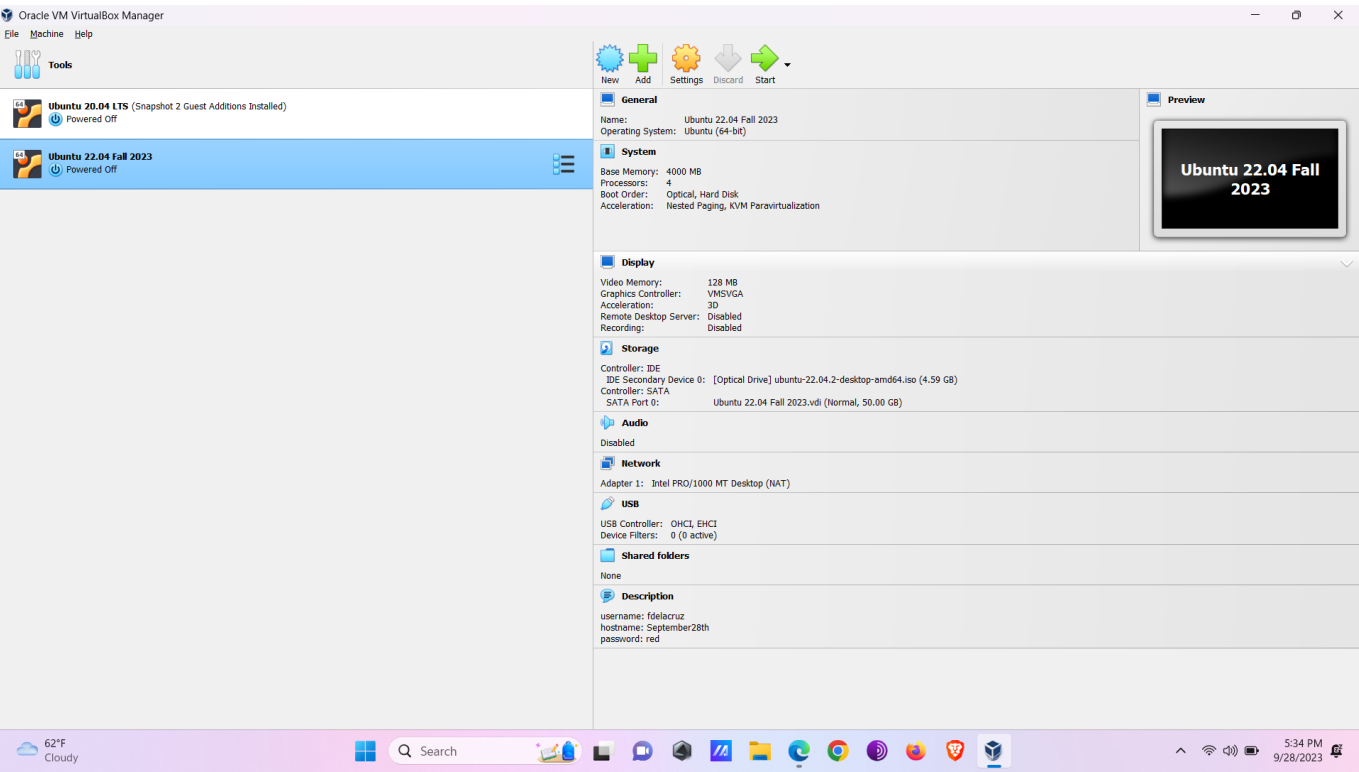 Oracle VM VirtualBox Manager
File Machine Help
Tools
New Add Settings Discard Start
64
Ubuntu 20.04 LTS (Snapshot 2 Guest Additions Installed)
Powered Off
64
Ubuntu 22.04 Fall 2023
Powered Off
General
Name: Ubuntu 22.04 Fall 2023
Operating System: Ubuntu (64-bit)
System
Base Memory: 4000 MB
Processors: 4
Boot Order: Optical, Hard Disk
Acceleration: Nested Paging, KVM Paravirtualization
Preview
Ubuntu 22.04 Fall
2023
Display
Video Memory: 128 MB
Graphics Controller: VMSVGA
Acceleration: 3D
Remote Desktop Server: Disabled
Recording: Disabled
Storage
Controller: IDE
IDE Secondary Device 0: [Optical Drive] ubuntu-22.04.2-desktop-amd64.iso (4.59 GB)
Controller: SATA
SATA Port 0: Ubuntu 22.04 Fall 2023.vdi (Normal, 50.00 GB)
Audio
Disabled
Network
Adapter 1: Intel PRO/1000 MT Desktop (NAT)
USB
USB Controller: OHCI, EHCI
Device Filters: 0 (0 active)
Shared folders
None
Description
username: fdelacruz
hostname: September28th
password: red
62°F
Cloudy
Search
5:34 PM
9/28/2023